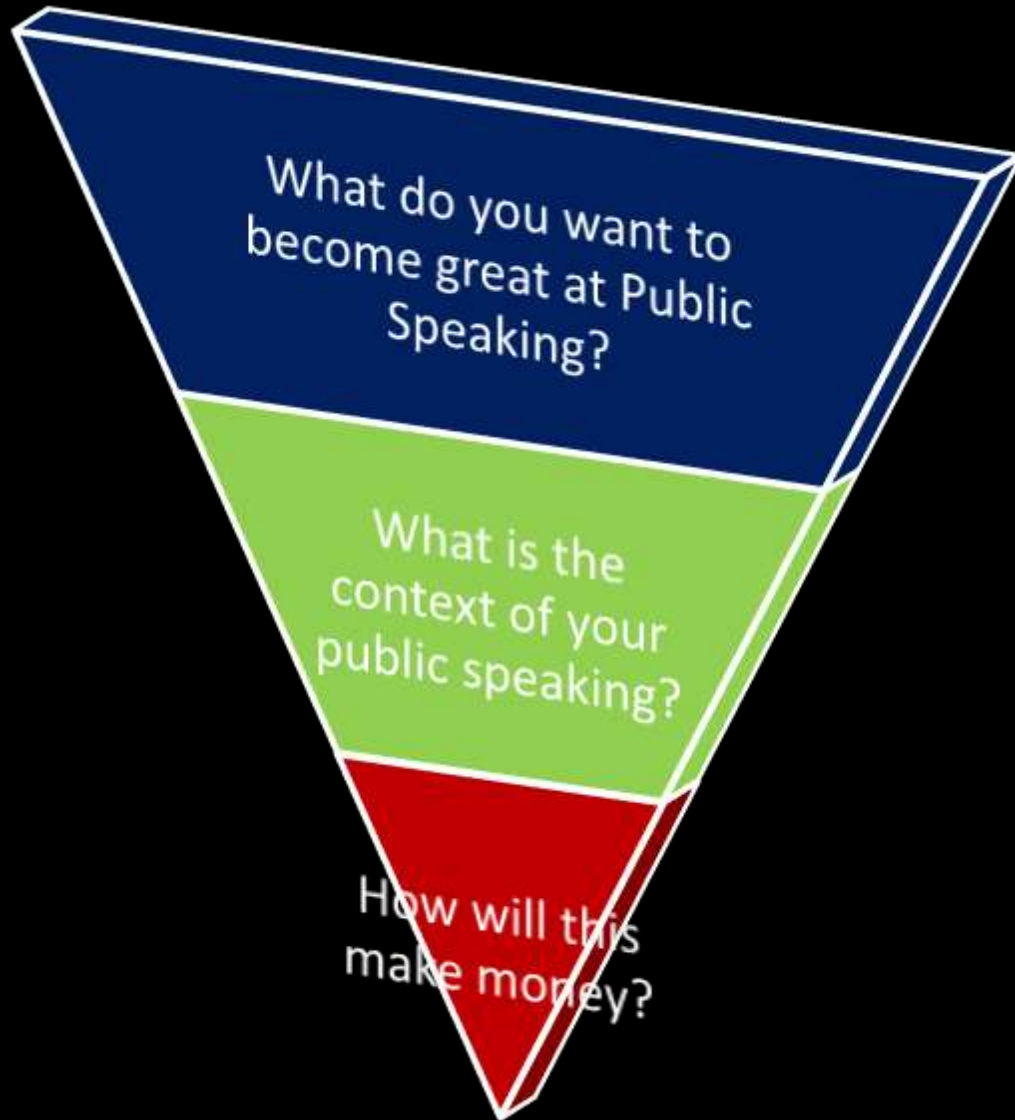 What do you want to
become great at Public
Speaking?
What is the
context of your
public speaking?
How will this
make money?